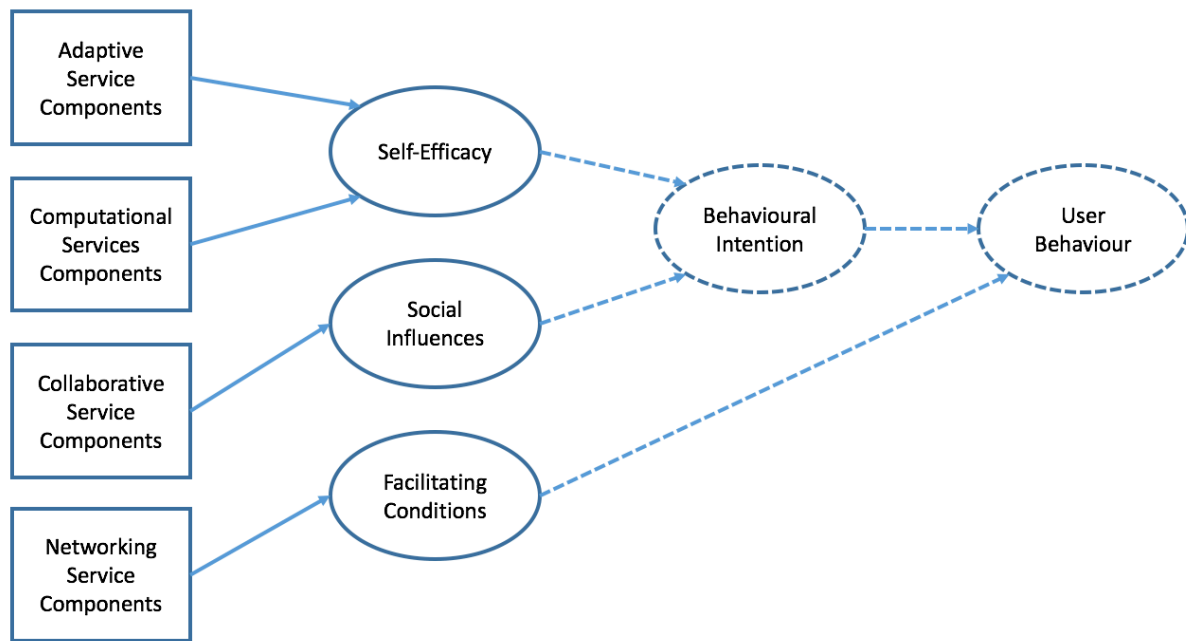 Adaptive
Service
Components
Computational
Services
Components
Collaborative
Service
Components
Networking
Service
Components
Self-Efficacy
Social
Influences
Facilitating
Conditions
Behavioural
Intention
User
Behaviour